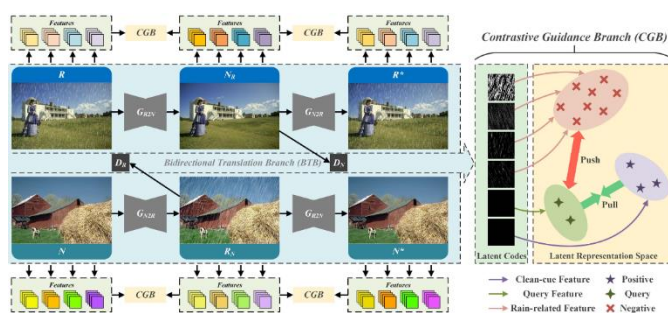 Features
CGB
Features
CGB
Features
R
N_R
R*
G_R2N
G_N2R
D_R
Bidirectional Translation Branch (BTB)
D_N
G_N2R
G_R2N
N
R_N
N*
Features
CGB
Features
CGB
Features
Contrastive Guidance Branch (CGB)
Push
Pull
Latent Codes
Latent Representation Space
Clean-cue Feature
Positive
Query Feature
Query
Rain-related Feature
Negative